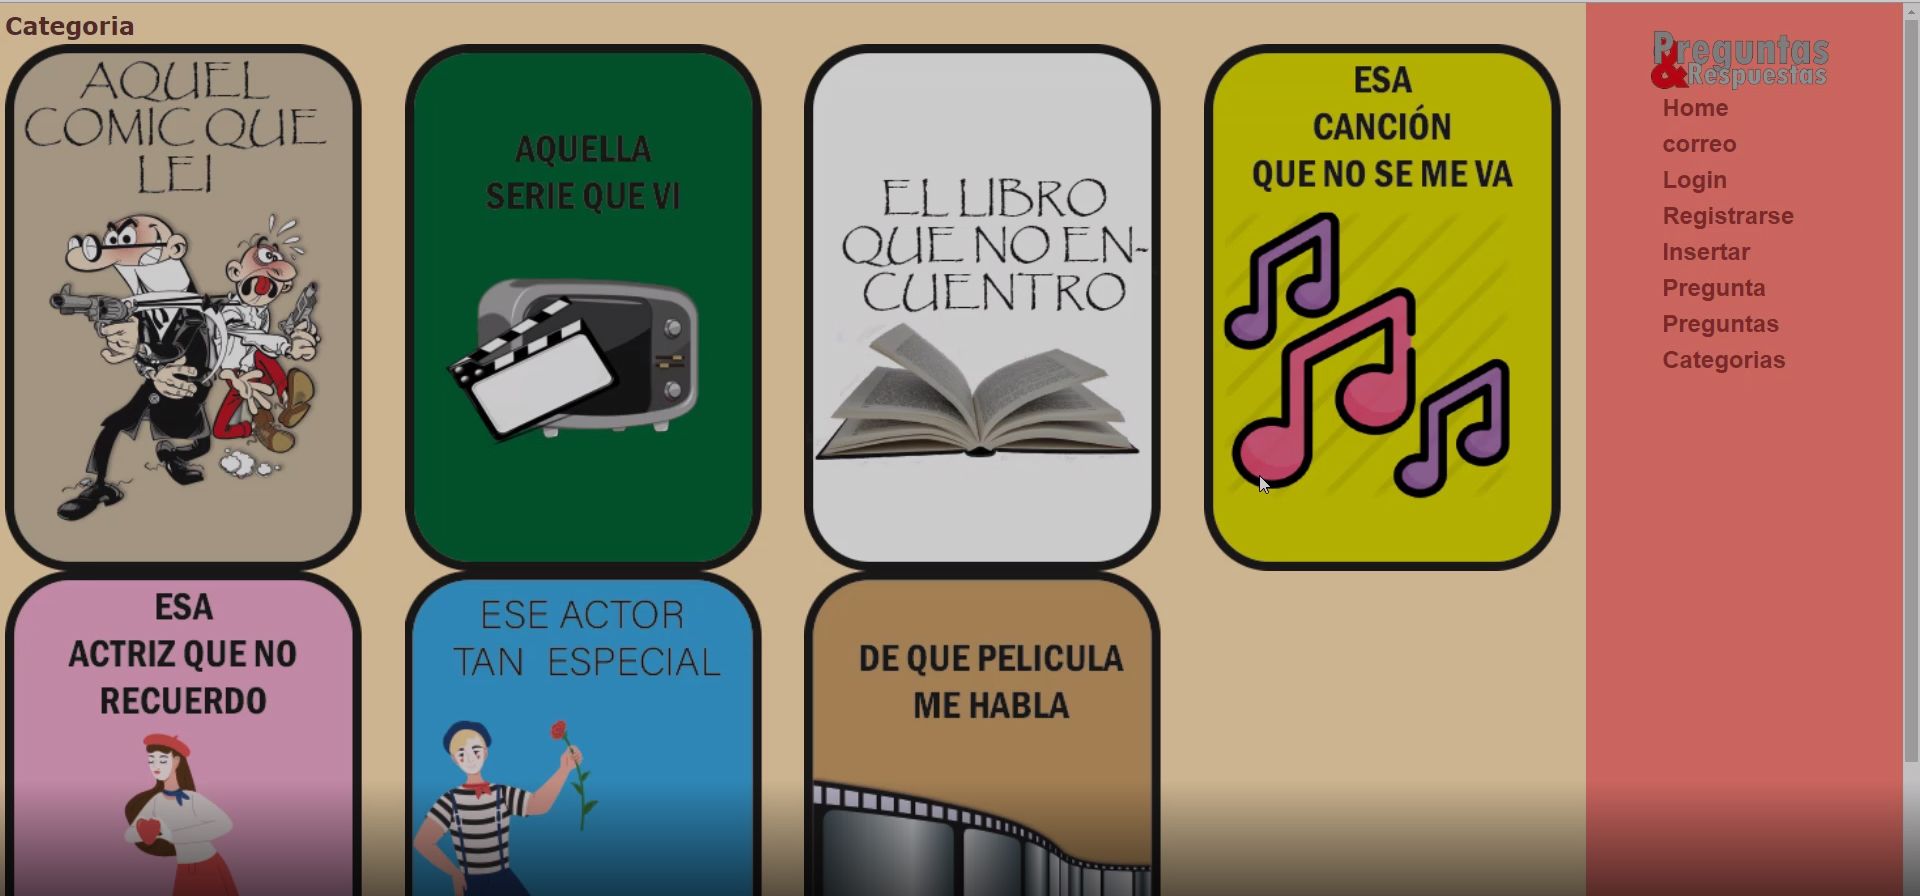 Categoria
AQUEL
COMIC QUE
LEI
AQUELLA
SERIE QUE VI
EL LIBRO
QUE NO EN-
CUENTRO
ESA
CANCIÓN
QUE NO SE ME VA
ESA
ACTRIZ QUE NO
RECUERDO
ESE ACTOR
TAN ESPECIAL
DE QUE PELICULA
ME HABLA
Preguntas
&Respuestas
Home
correo
Login
Registrarse
Insertar
Pregunta
Preguntas
Categorias